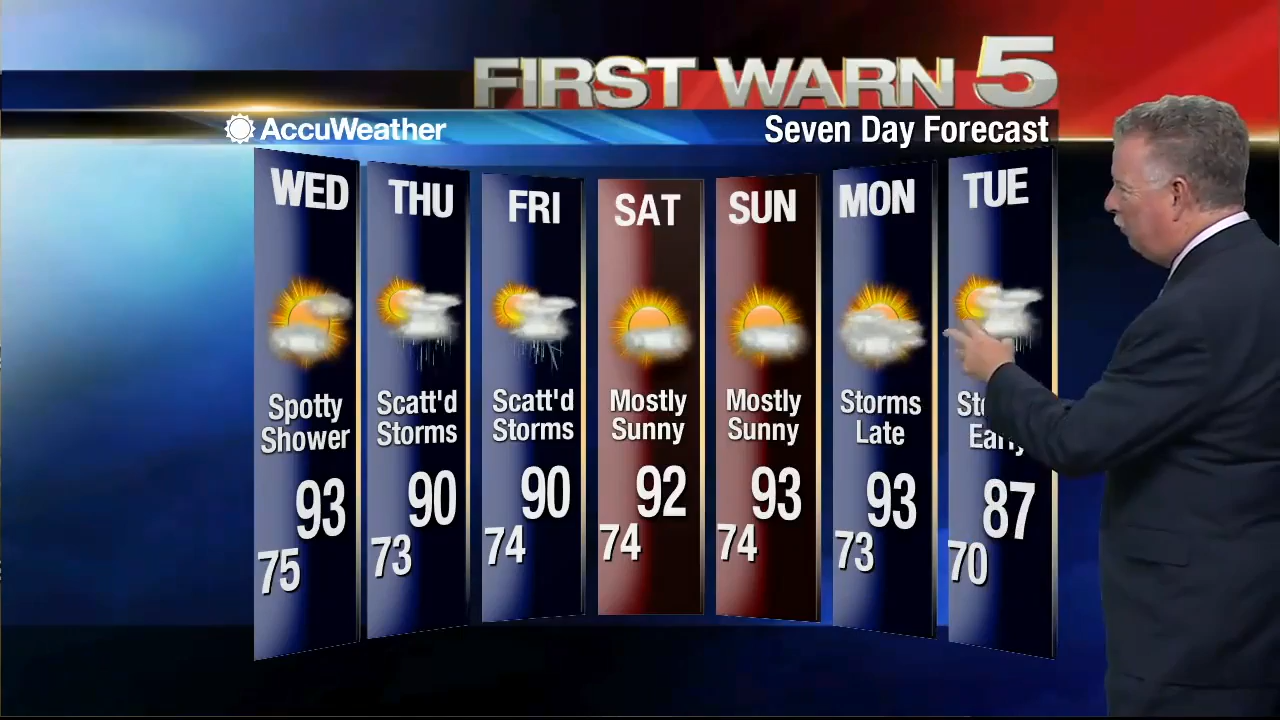 FIRST WARN 5
AccuWeather
Seven Day Forecast
WED
Spotty
Shower
93
75
THU
Scatt'd
Storms
90
73
FRI
Scatt'd
Storms
90
74
SAT
Mostly
Sunny
92
74
SUN
Mostly
Sunny
93
74
MON
Storms
Late
93
73
TUE
Early
87
70